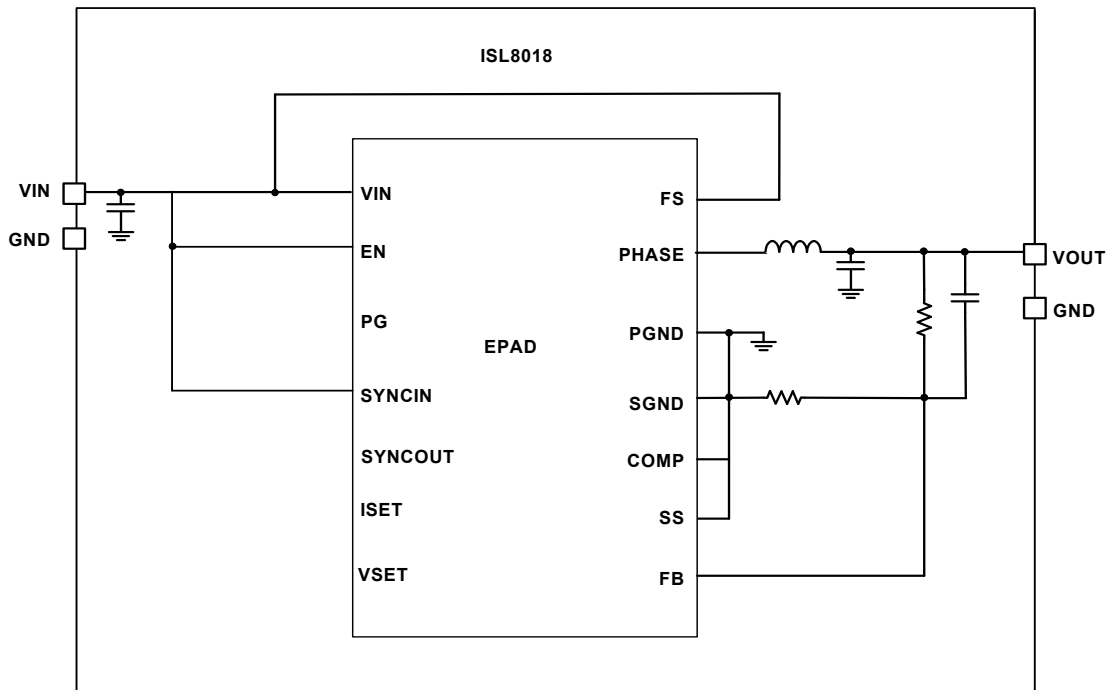 ISL8018
VIN
GND
VIN
EN
PG
SYNCIN
SYNCOUT
ISET
VSET
EPAD
FS
PHASE
PGND
SGND
COMP
SS
FB
VOUT
GND